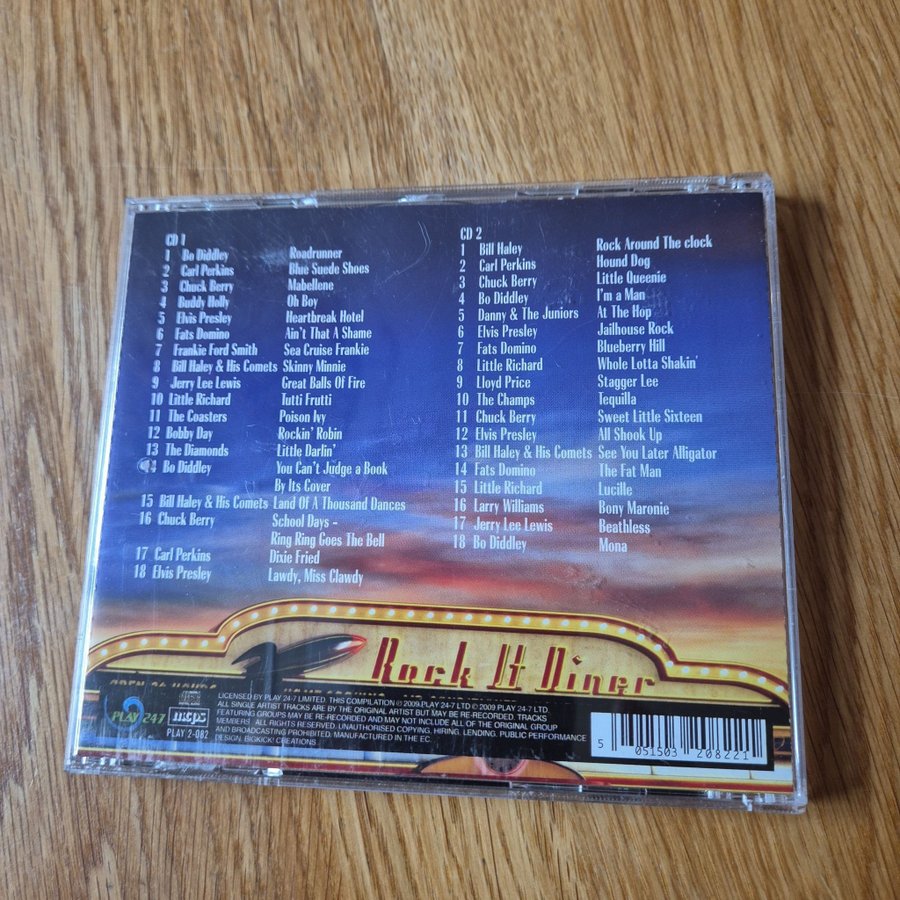 CD 1
1 Bo Diddley Roadrunner
2 Carl Perkins Blue Suede Shoes
3 Chuck Berry Mabellene
4 Buddy Holly Oh Boy
5 Elvis Presley Heartbreak Hotel
6 Fats Domino Ain't That A Shame
7 Frankie Ford Smith Sea Cruise Frankie
8 Bill Haley & His Comets Skinny Minnie
9 Jerry Lee Lewis Great Balls Of Fire
10 Little Richard Tutti Frutti
11 The Coasters Poison Ivy
12 Bobby Day Rockin' Robin
13 The Diamonds Little Darlin'
14 Bo Diddley You Can't Judge a Book
By Its Cover
15 Bill Haley & His Comets Land Of A Thousand Dances
16 Chuck Berry School Days -
Ring Ring Goes The Bell
17 Carl Perkins Dixie Fried
18 Elvis Presley Lawdy, Miss Clawdy
CD 2
1 Bill Haley Rock Around The clock
2 Carl Perkins Hound Dog
3 Chuck Berry Little Queenie
4 Bo Diddley I'm a Man
5 Danny & The Juniors At The Hop
6 Elvis Presley Jailhouse Rock
7 Fats Domino Blueberry Hill
8 Little Richard Whole Lotta Shakin'
9 Lloyd Price Stagger Lee
10 The Champs Tequilla
11 Chuck Berry Sweet Little Sixteen
12 Elvis Presley All Shook Up
13 Bill Haley & His Comets See You Later Alligator
14 Fats Domino The Fat Man
15 Little Richard Lucille
16 Larry Williams Bony Maronie
17 Jerry Lee Lewis Beathless
18 Bo Diddley Mona
Rock It Diner
PLAY 24-7
mcps
PLAY 2-082
LICENSED BY PLAY 24-7 LIMITED. THIS COMPILATION ℗ 2009 PLAY 24-7 LTD © 2009 PLAY 24-7 LTD.
ALL SINGLE ARTIST TRACKS ARE BY THE ORIGINAL ARTIST BUT MAY BE RE-RECORDED. TRACKS
FEATURING GROUPS MAY BE RE-RECORDED AND MAY NOT INCLUDE ALL OF THE ORIGINAL GROUP
MEMBERS. ALL RIGHTS RESERVED. UNAUTHORISED COPYING, HIRING, LENDING, PUBLIC PERFORMANCE
AND BROADCASTING PROHIBITED. MANUFACTURED IN THE EC.
DESIGN: BIGKICK! CREATIONS
5 051503 208221